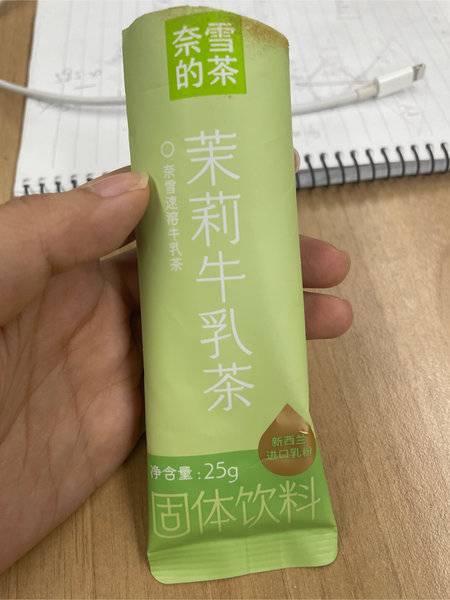 奈雪
的茶
茉莉牛乳茶
奈雪速溶牛乳茶
新西兰
进口乳粉
净含量：25g
固体饮料